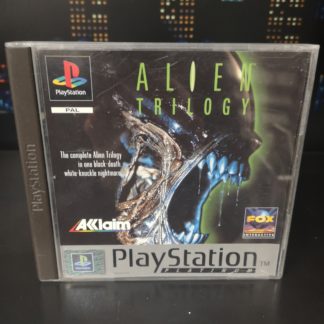 PlayStation
PAL
ALIEN
TRILOGY
The complete Alien Trilogy
in one black-death
white-knuckle nightmare
AKKlaim
FOX
INTERACTIVE
PlayStation
PlayStation™
PLATINUM